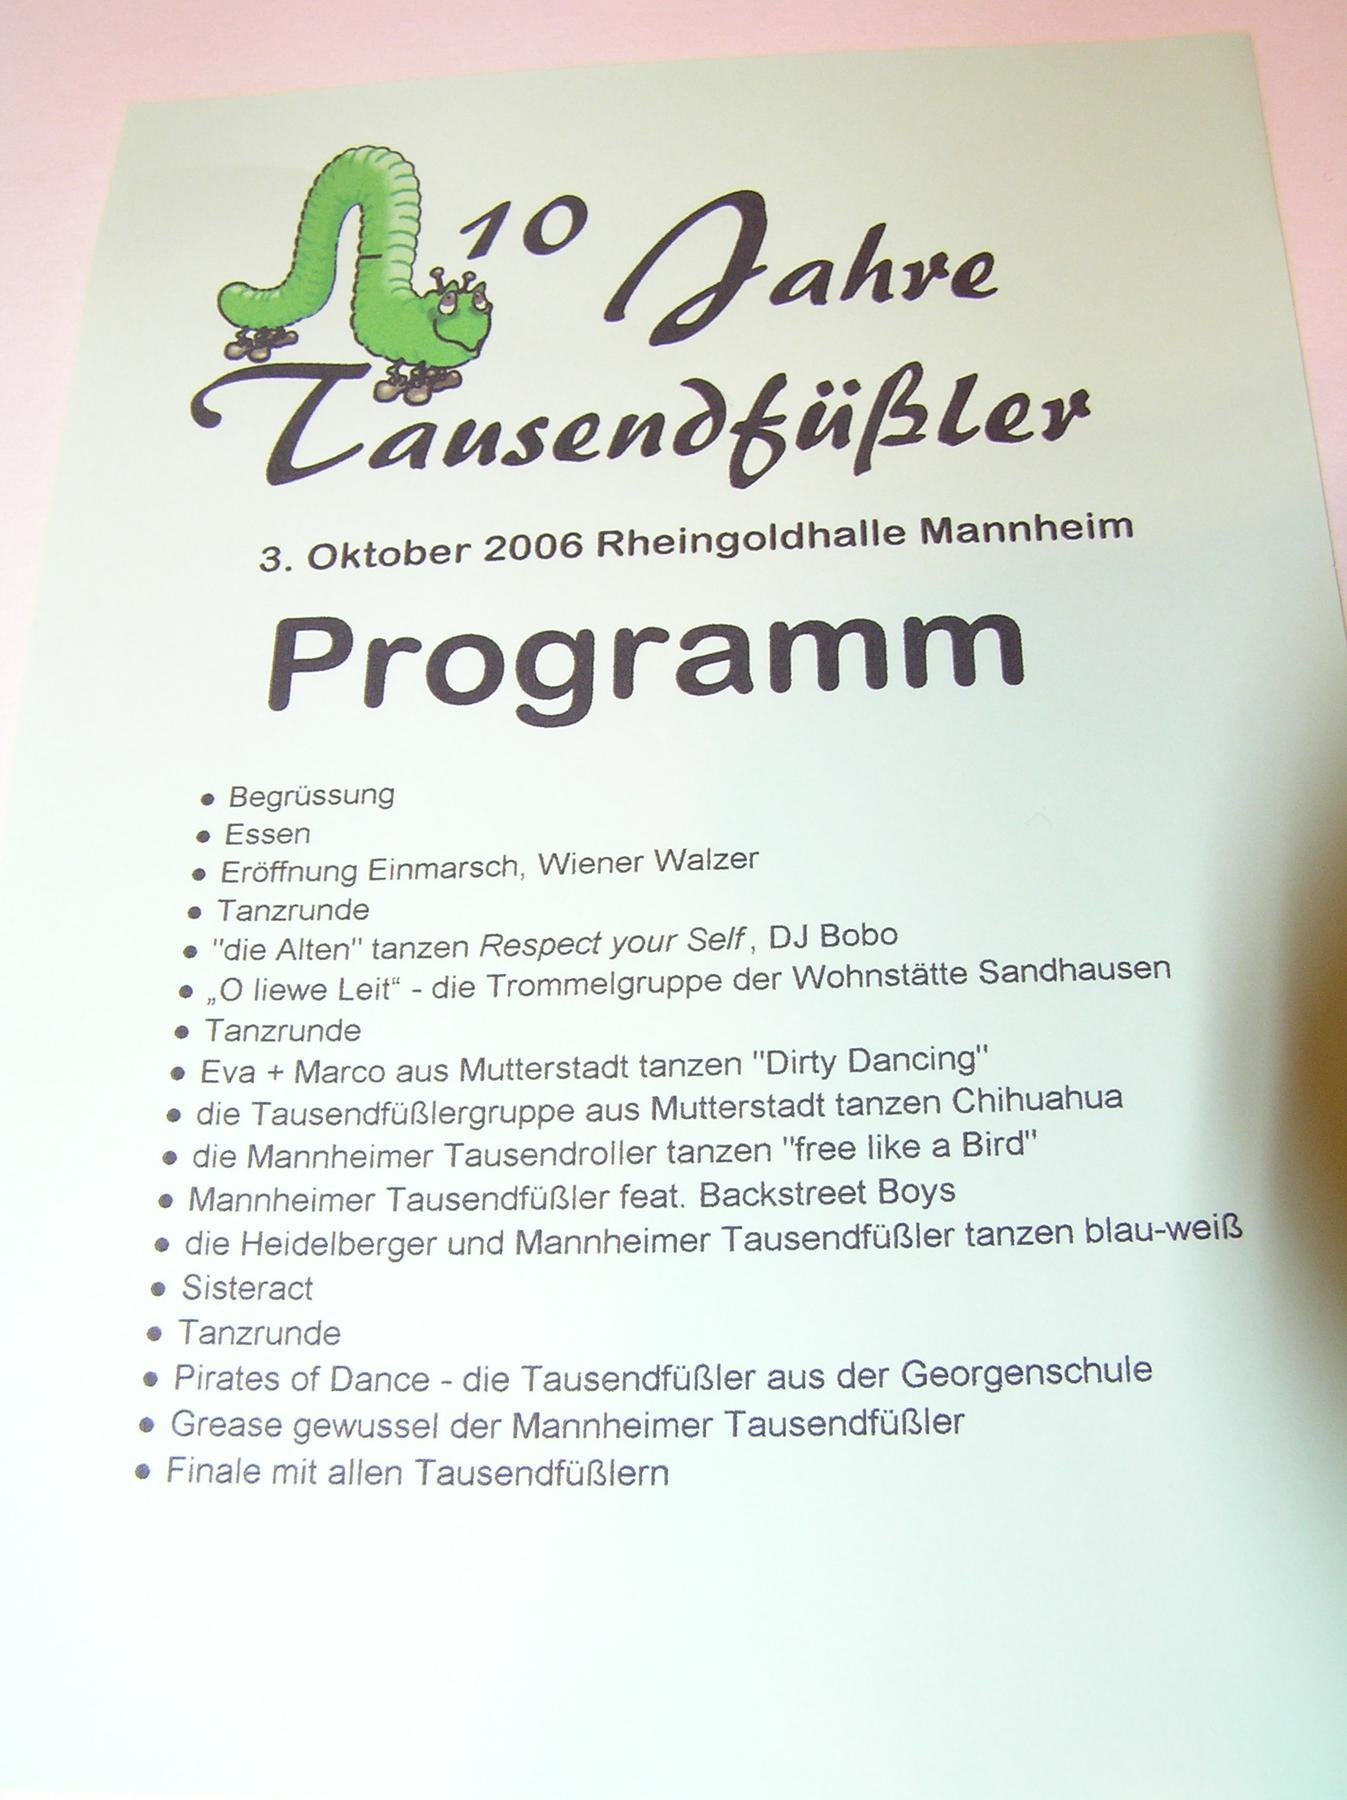 10 Jahre
Tausendfüßler
3. Oktober 2006 Rheingoldhalle Mannheim
Programm
• Begrüssung
• Essen
• Eröffnung Einmarsch, Wiener Walzer
• Tanzrunde
• "die Alten" tanzen Respect your Self, DJ Bobo
• „O liewe Leit“ - die Trommelgruppe der Wohnstätte Sandhausen
• Tanzrunde
• Eva + Marco aus Mutterstadt tanzen "Dirty Dancing"
• die Tausendfüßlergruppe aus Mutterstadt tanzen Chihuahua
• die Mannheimer Tausendroller tanzen "free like a Bird"
• Mannheimer Tausendfüßler feat. Backstreet Boys
• die Heidelberger und Mannheimer Tausendfüßler tanzen blau-weiß
• Sisteract
• Tanzrunde
• Pirates of Dance - die Tausendfüßler aus der Georgenschule
• Grease gewussel der Mannheimer Tausendfüßler
• Finale mit allen Tausendfüßlern